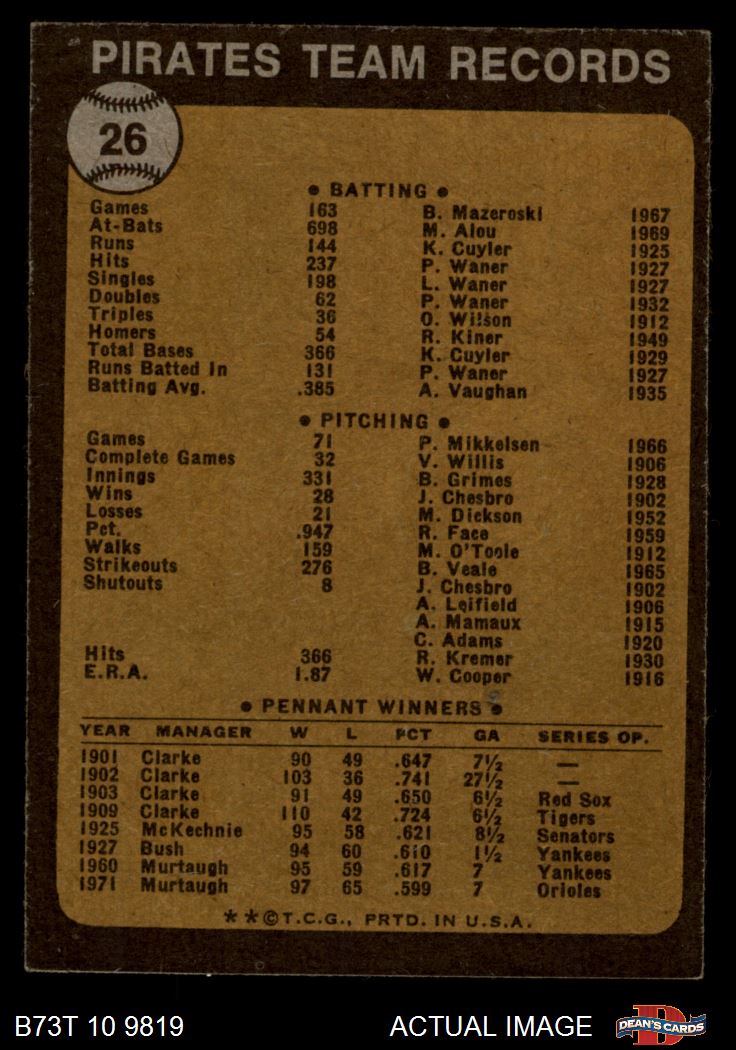 PIRATES TEAM RECORDS
26
• BATTING •
Games 163 B. Mazeroski 1967
At-Bats 698 M. Alou 1969
Runs 144 K. Cuyler 1925
Hits 237 P. Waner 1927
Singles 198 L. Waner 1927
Doubles 62 P. Waner 1932
Triples 36 O. Wilson 1912
Homers 54 R. Kiner 1949
Total Bases 366 K. Cuyler 1929
Runs Batted In 131 P. Waner 1927
Batting Avg. .385 A. Vaughan 1935
• PITCHING •
Games 71 P. Mikkelsen 1966
Complete Games 32 V. Willis 1906
Innings 331 B. Grimes 1928
Wins 28 J. Chesbro 1902
Losses 21 M. Dickson 1952
Pct. .947 R. Face 1959
Walks 159 M. O'Toole 1912
Strikeouts 276 B. Veale 1965
Shutouts 8 J. Chesbro 1902
A. Leifield 1906
A. Mamaux 1915
C. Adams 1920
Hits 366 R. Kremer 1930
E.R.A. 1.87 W. Cooper 1916
• PENNANT WINNERS •
YEAR MANAGER W L PCT GA SERIES OP.
1901 Clarke 90 49 .647 7½ —
1902 Clarke 103 36 .741 27½ —
1903 Clarke 91 49 .650 6½ Red Sox
1909 Clarke 110 42 .724 6½ Tigers
1925 McKechnie 95 58 .621 8½ Senators
1927 Bush 94 60 .610 1½ Yankees
1960 Murtaugh 95 59 .617 7 Yankees
1971 Murtaugh 97 65 .599 7 Orioles
**©T.C.G., PRTD. IN U.S.A.
B73T 10 9819 ACTUAL IMAGE DEAN'S CARDS